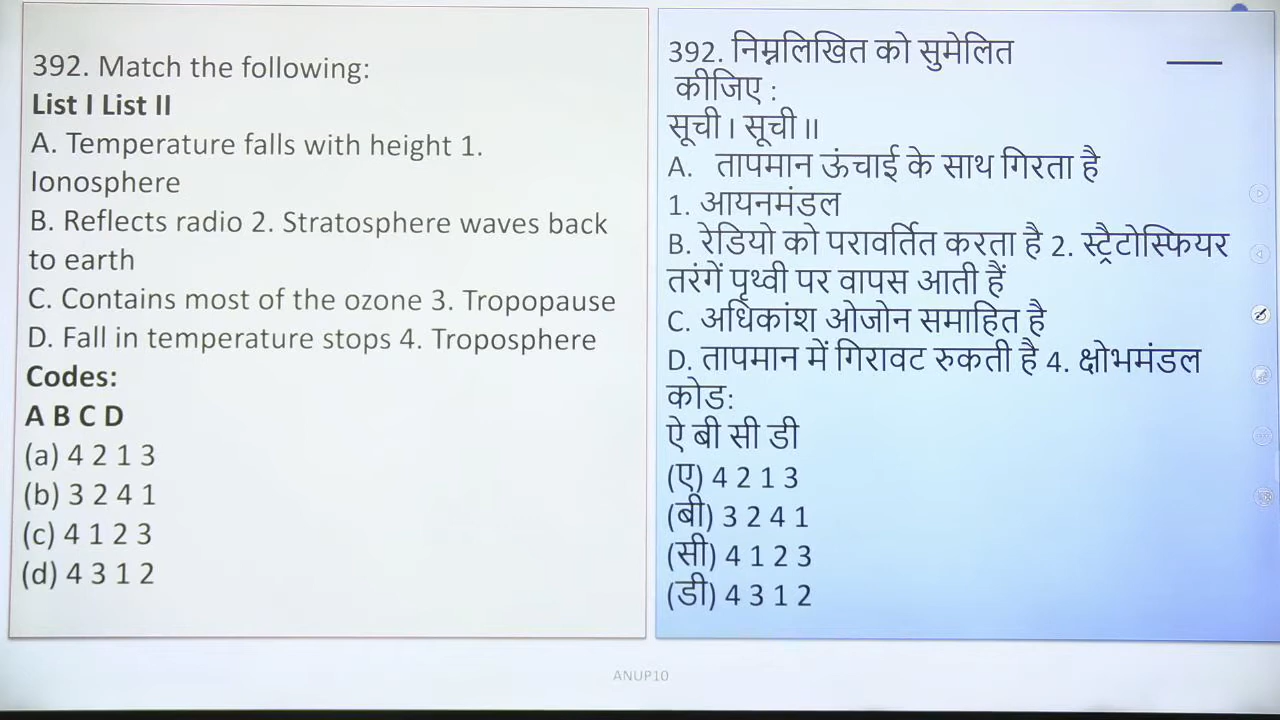 392. Match the following:
List I List II
A. Temperature falls with height 1.
Ionosphere
B. Reflects radio 2. Stratosphere waves back
to earth
C. Contains most of the ozone 3. Tropopause
D. Fall in temperature stops 4. Troposphere
Codes:
A B C D
(a) 4 2 1 3
(b) 3 2 4 1
(c) 4 1 2 3
(d) 4 3 1 2
392. निम्नलिखित को सुमेलित
कीजिए :
सूची I सूची II
A. तापमान ऊंचाई के साथ गिरता है
1. आयनमंडल
B. रेडियो को परावर्तित करता है 2. स्ट्रैटोस्फियर
तरंगें पृथ्वी पर वापस आती हैं
C. अधिकांश ओजोन समाहित है
D. तापमान में गिरावट रुकती है 4. क्षोभमंडल
कोड:
ऐ बी सी डी
(ए) 4 2 1 3
(बी) 3 2 4 1
(सी) 4 1 2 3
(डी) 4 3 1 2
ANUP10